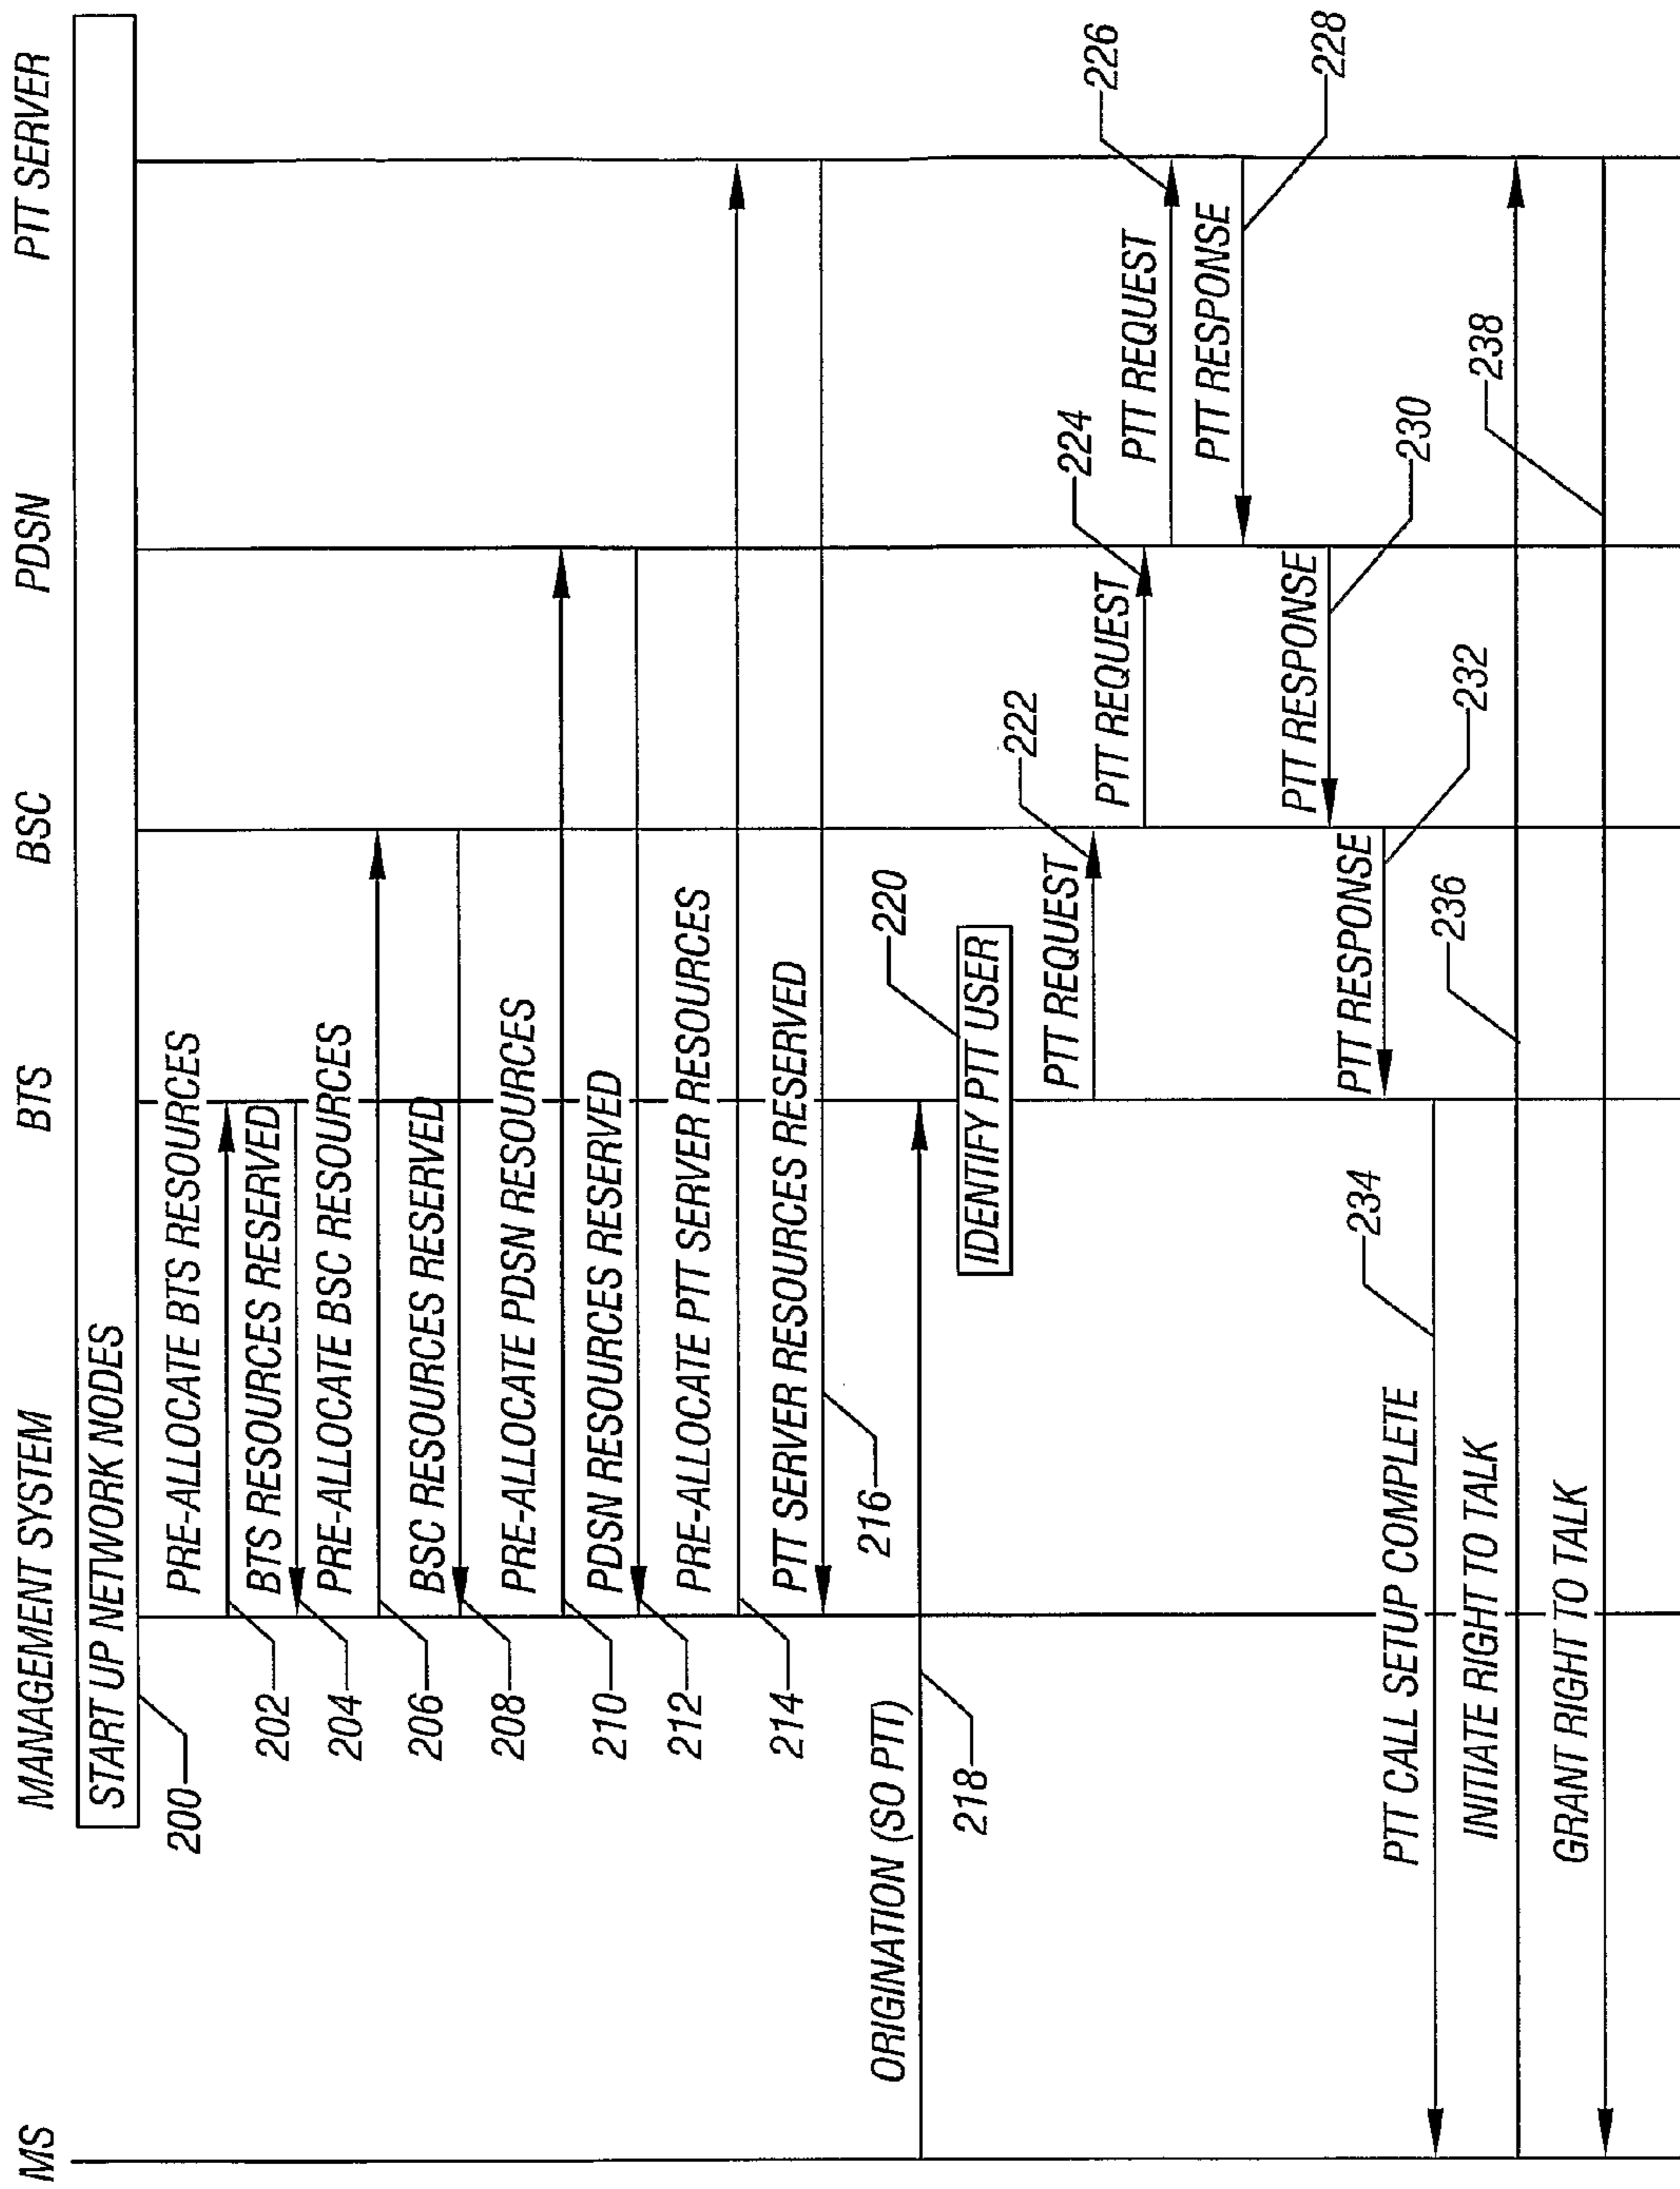 MS
MANAGEMENT SYSTEM
BTS
BSC
PDSN
PTT SERVER
START UP NETWORK NODES
200
PRE-ALLOCATE BTS RESOURCES
202
BTS RESOURCES RESERVED
204
PRE-ALLOCATE BSC RESOURCES
206
BSC RESOURCES RESERVED
208
PRE-ALLOCATE PDSN RESOURCES
210
PDSN RESOURCES RESERVED
212
PRE-ALLOCATE PTT SERVER RESOURCES
214
PTT SERVER RESOURCES RESERVED
216
ORIGINATION (SO PTT)
218
IDENTIFY PTT USER
220
PTT REQUEST
222
PTT REQUEST
224
PTT REQUEST
226
PTT RESPONSE
228
PTT RESPONSE
230
PTT RESPONSE
232
PTT CALL SETUP COMPLETE
234
INITIATE RIGHT TO TALK
236
GRANT RIGHT TO TALK
238